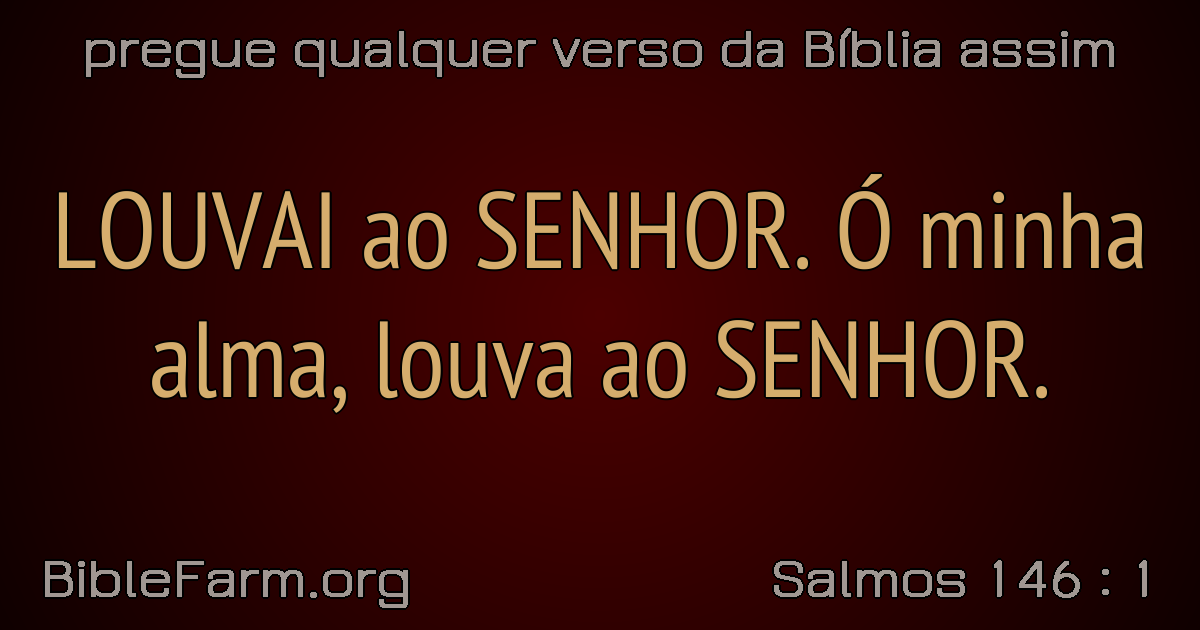 pregue qualquer verso da Bíblia assim
LOUVAI ao SENHOR. Ó minha
alma, louva ao SENHOR.
BibleFarm.org
Salmos 146 : 1